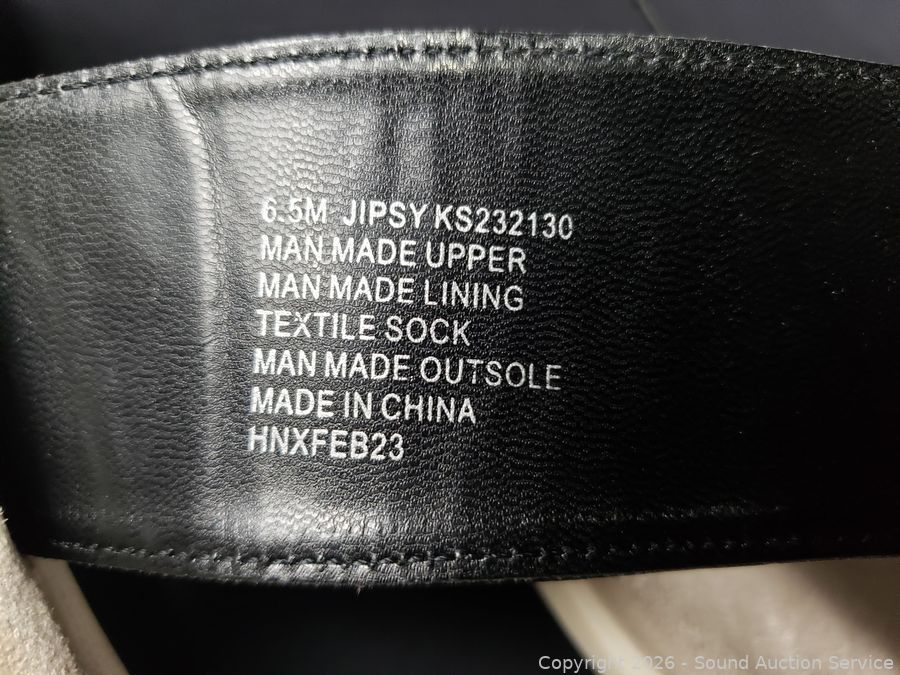 6.5M JIPSY KS232130
MAN MADE UPPER
MAN MADE LINING
TEXTILE SOCK
MAN MADE OUTSOLE
MADE IN CHINA
HNXFEB23
Copyright 2026 - Sound Auction Service